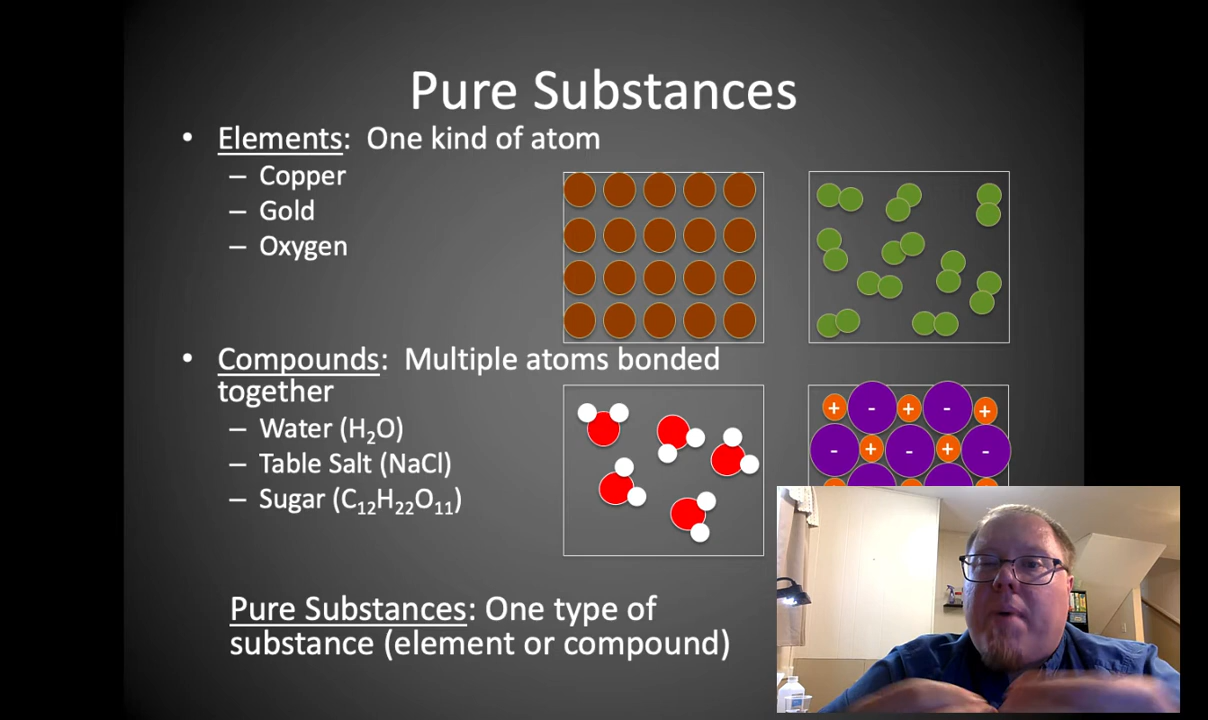 Pure Substances
• Elements: One kind of atom
– Copper
– Gold
– Oxygen
• Compounds: Multiple atoms bonded
together
– Water (H₂O)
– Table Salt (NaCl)
– Sugar (C₁₂H₂₂O₁₁)
+ - + - +
- + - + -
Pure Substances: One type of
substance (element or compound)